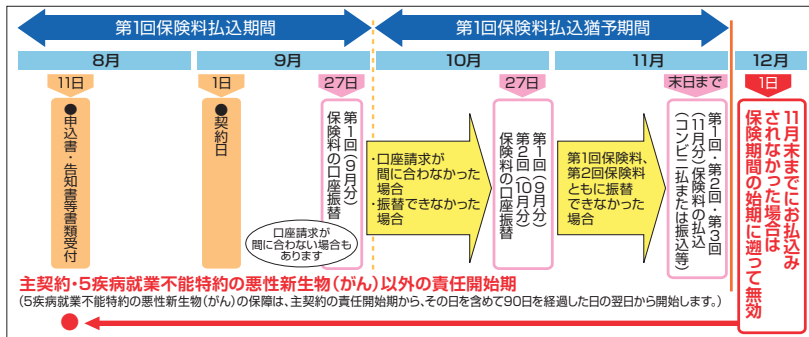 第1回保険料払込期間
第1回保険料払込猶予期間
8月
9月
10月
11月
12月
11日
1日
27日
27日
末日まで
1日
●申込書・告知書等書類受付
●契約日
第1回(9月分)
保険料の口座振替
口座請求が
間に合わない場合も
あります
・口座請求が
間に合わなかった
場合
・振替できなかった
場合
第1回(9月分)
第2回(10月分)
保険料の口座振替
第1回保険料、
第2回保険料
ともに振替
できなかった
場合
第1回・第2回・第3回
(11月分)保険料の払込
(コンビニ払または振込等)
11月末までにお払込み
されなかった場合は
保険期間の始期に遡って無効
主契約・5疾病就業不能特約の悪性新生物(がん)以外の責任開始期
(5疾病就業不能特約の悪性新生物(がん)の保障は、主契約の責任開始期から、その日を含めて90日を経過した日の翌日から開始します。)